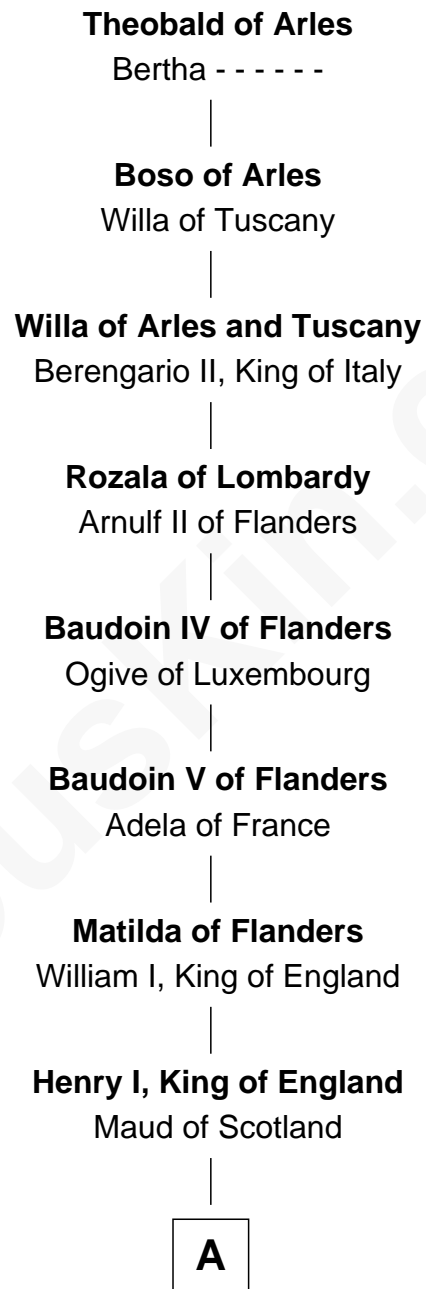 Theobald of Arles
Bertha - - - - - -
Boso of Arles
Willa of Tuscany
Willa of Arles and Tuscany
Berengario II, King of Italy
Rozala of Lombardy
Arnulf II of Flanders
Baudoin IV of Flanders
Ogive of Luxembourg
Baudoin V of Flanders
Adela of France
Matilda of Flanders
William I, King of England
Henry I, King of England
Maud of Scotland
A